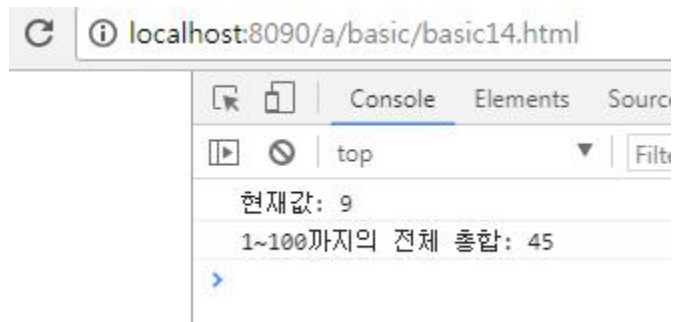 localhost:8090/a/basic/basic14.html
Console Elements Sourc
top Filt
현재값: 9
1~100까지의 전체 총합: 45